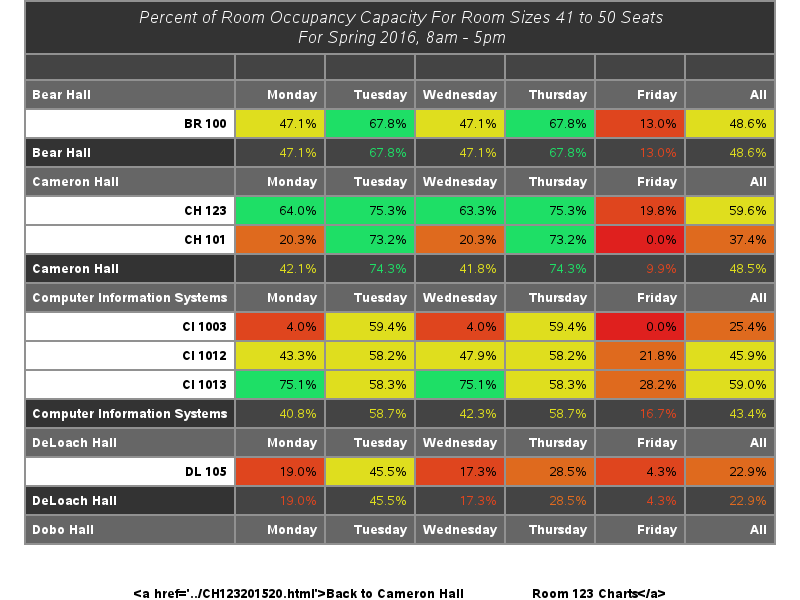 Percent of Room Occupancy Capacity For Room Sizes 41 to 50 Seats
For Spring 2016, 8am - 5pm
Bear Hall Monday Tuesday Wednesday Thursday Friday All
BR 100 47.1% 67.8% 47.1% 67.8% 13.0% 48.6%
Bear Hall 47.1% 67.8% 47.1% 67.8% 13.0% 48.6%
Cameron Hall Monday Tuesday Wednesday Thursday Friday All
CH 123 64.0% 75.3% 63.3% 75.3% 19.8% 59.6%
CH 101 20.3% 73.2% 20.3% 73.2% 0.0% 37.4%
Cameron Hall 42.1% 74.3% 41.8% 74.3% 9.9% 48.5%
Computer Information Systems Monday Tuesday Wednesday Thursday Friday All
CI 1003 4.0% 59.4% 4.0% 59.4% 0.0% 25.4%
CI 1012 43.3% 58.2% 47.9% 58.2% 21.8% 45.9%
CI 1013 75.1% 58.3% 75.1% 58.3% 28.2% 59.0%
Computer Information Systems 40.8% 58.7% 42.3% 58.7% 16.7% 43.4%
DeLoach Hall Monday Tuesday Wednesday Thursday Friday All
DL 105 19.0% 45.5% 17.3% 28.5% 4.3% 22.9%
DeLoach Hall 19.0% 45.5% 17.3% 28.5% 4.3% 22.9%
Dobo Hall Monday Tuesday Wednesday Thursday Friday All
<a href='../CH123201520.html'>Back to Cameron Hall Room 123 Charts</a>